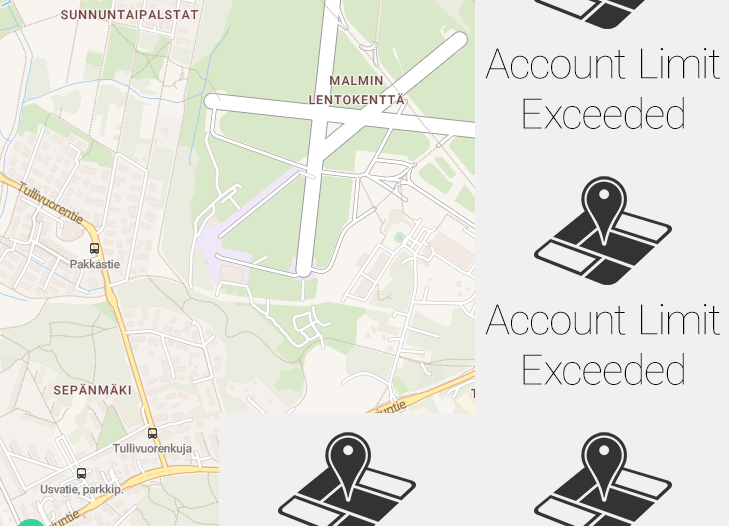 SUNNUNTAIPALSTAT
MALMIN
LENTOKENTTÄ
Account Limit
Exceeded
Tullivuorentie
Pakkastie
Account Limit
Exceeded
SEPÄNMÄKI
Tullivuorenkuja
Usvatie, parkkip.